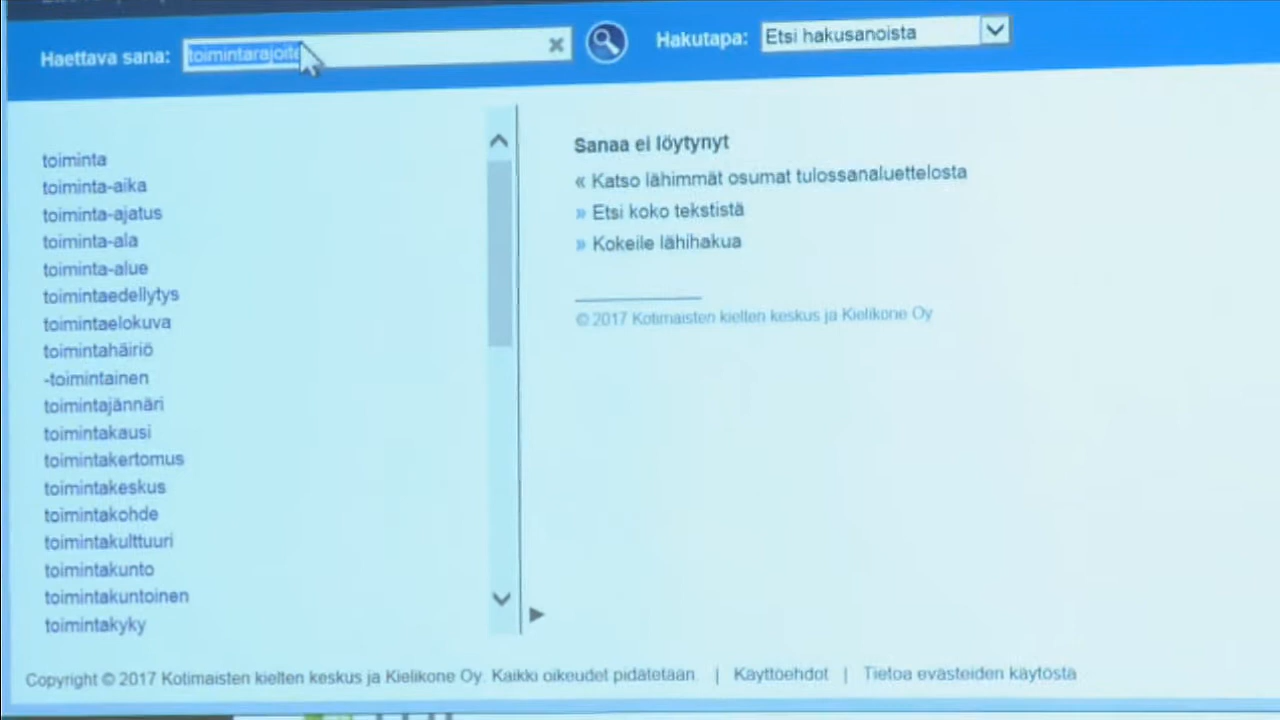 Haettava sana: toimintarajoite
Hakutapa: Etsi hakusanoista
toiminta
toiminta-aika
toiminta-ajatus
toiminta-ala
toiminta-alue
toimintaedellytys
toimintaelokuva
toimintahäiriö
-toimintainen
toimintajännäri
toimintakausi
toimintakertomus
toimintakeskus
toimintakohde
toimintakulttuuri
toimintakunto
toimintakuntoinen
toimintakyky
Sanaa ei löytynyt
« Katso lähimmät osumat tulossanaluettelosta
» Etsi koko tekstistä
» Kokeile lähihakua
© 2017 Kotimaisten kielten keskus ja Kielikone Oy
Copyright © 2017 Kotimaisten kielten keskus ja Kielikone Oy. Kaikki oikeudet pidätetään. | Käyttöehdot | Tietoa evästeiden käytöstä